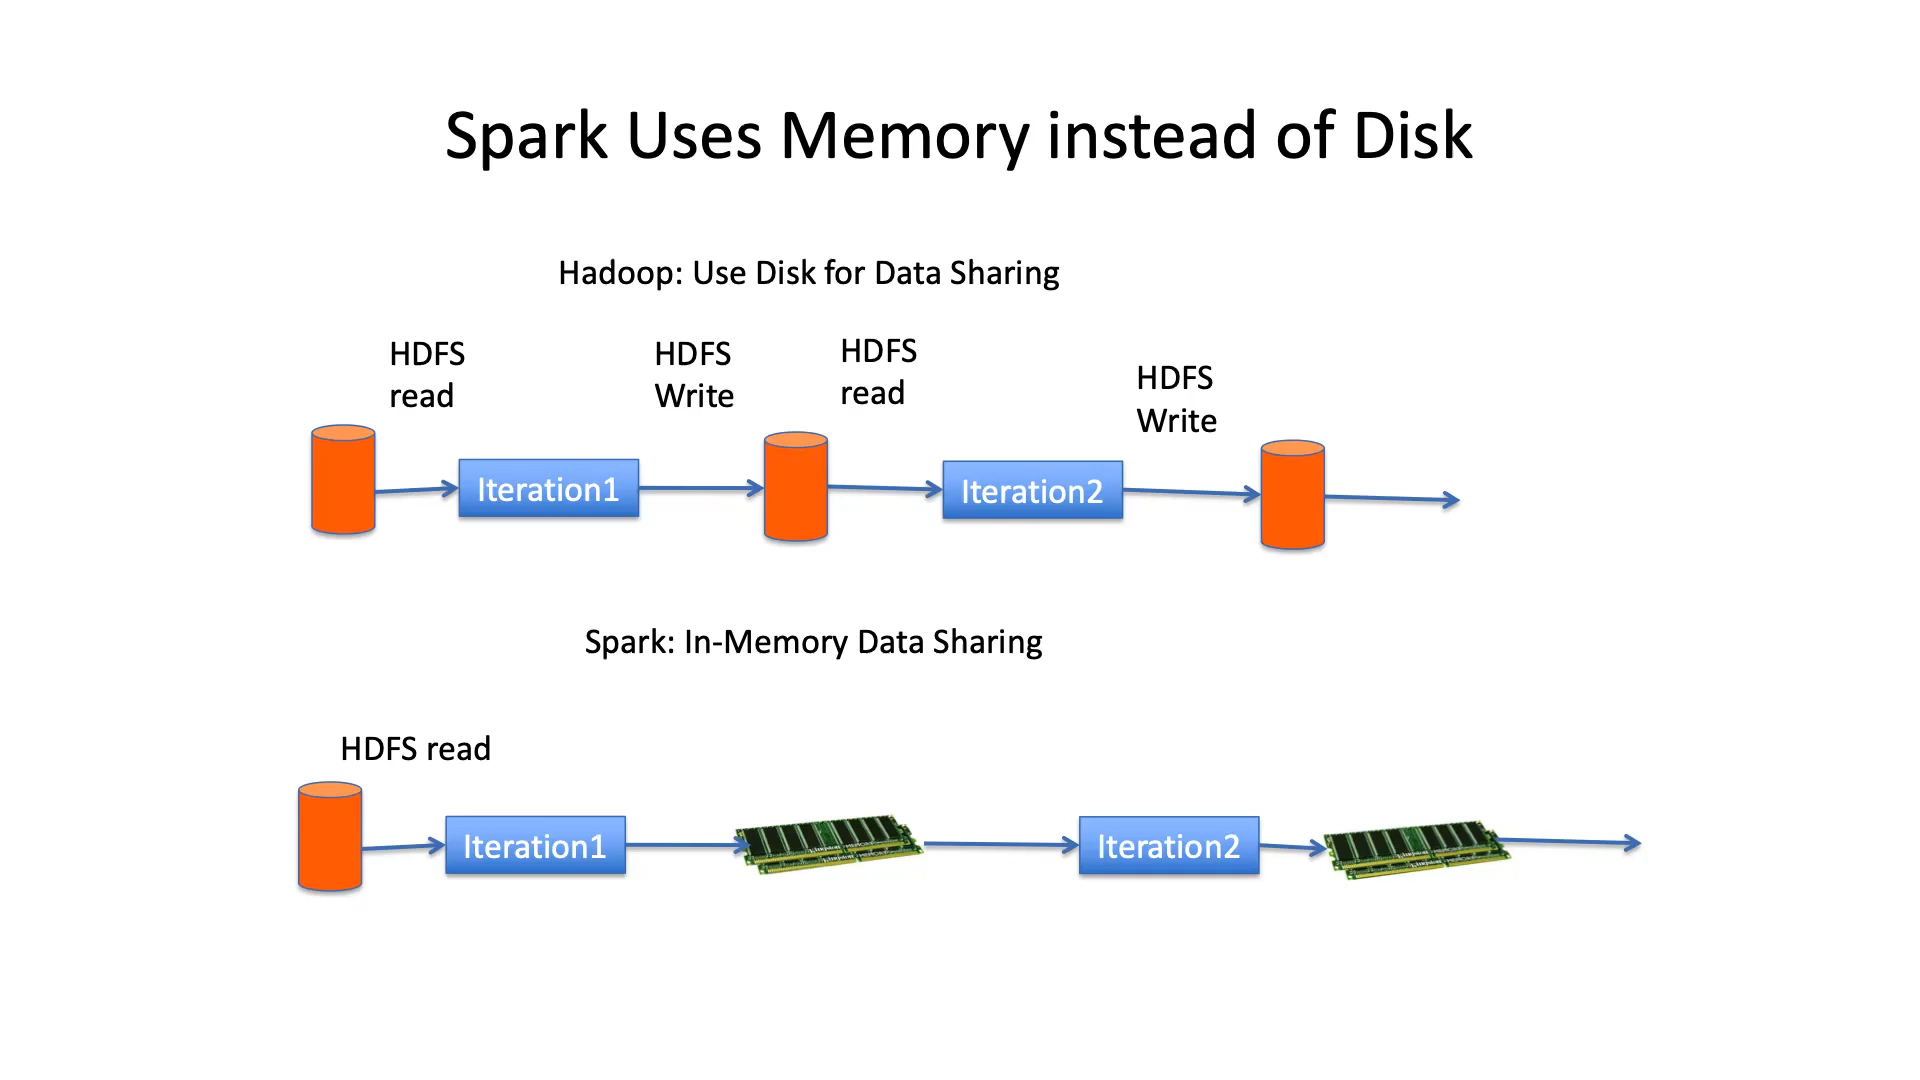 Spark Uses Memory instead of Disk
Hadoop: Use Disk for Data Sharing
HDFS
read
HDFS
Write
HDFS
read
HDFS
Write
Iteration1
Iteration2
Spark: In-Memory Data Sharing
HDFS read
Iteration1
Iteration2